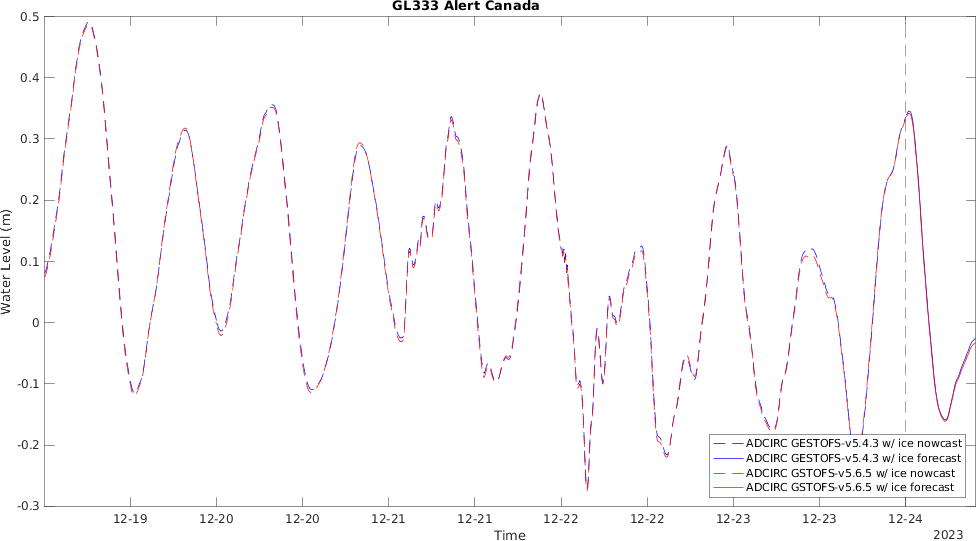 GL333 Alert Canada
0.5
0.4
0.3
0.2
0.1
0
-0.1
-0.2
-0.3
Water Level (m)
ADCIRC GESTOFS-v5.4.3 w/ ice nowcast
ADCIRC GESTOFS-v5.4.3 w/ ice forecast
ADCIRC GSTOFS-v5.6.5 w/ ice nowcast
ADCIRC GSTOFS-v5.6.5 w/ ice forecast
12-19 12-20 12-20 12-21 12-21 12-22 12-22 12-23 12-23 12-24
Time
2023